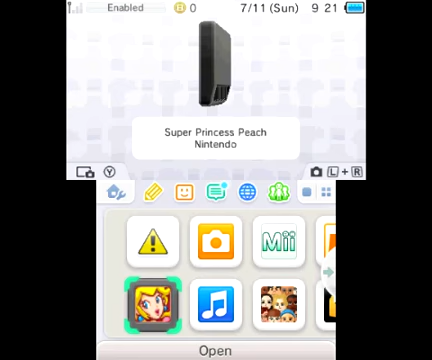 Enabled
H 0
7/11 (Sun)
9 21
Super Princess Peach
Nintendo
Y
L + R
Mii
Open